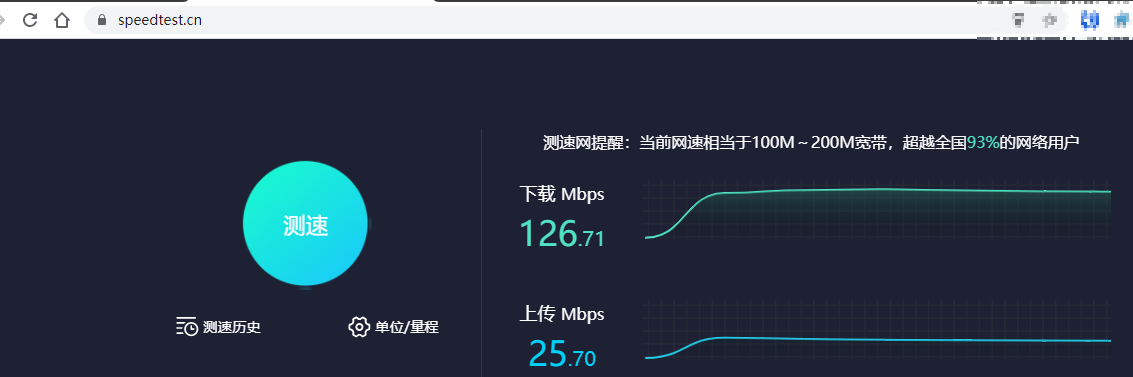 speedtest.cn
测速网提醒：当前网速相当于100M～200M宽带，超越全国93%的网络用户
下载 Mbps
126.71
测速
上传 Mbps
测速历史
单位/量程
25.70